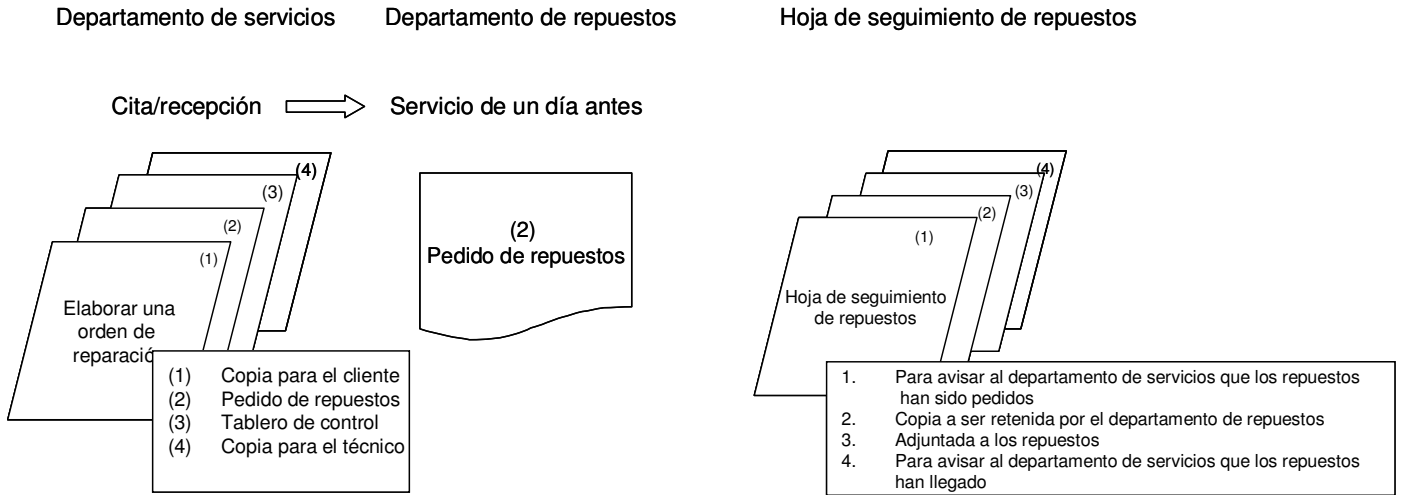 Departamento de servicios
Departamento de repuestos
Hoja de seguimiento de repuestos
Cita/recepción
Servicio de un día antes
(4)
(3)
(2)
(1)
Elaborar una
orden de
reparació
(1) Copia para el cliente
(2) Pedido de repuestos
(3) Tablero de control
(4) Copia para el técnico
(2)
Pedido de repuestos
(4)
(3)
(2)
(1)
Hoja de seguimiento
de repuestos
1. Para avisar al departamento de servicios que los repuestos
han sido pedidos
2. Copia a ser retenida por el departamento de repuestos
3. Adjuntada a los repuestos
4. Para avisar al departamento de servicios que los repuestos
han llegado